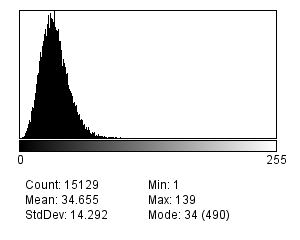 0 255
Count: 15129 Min: 1
Mean: 34.655 Max: 139
StdDev: 14.292 Mode: 34 (490)